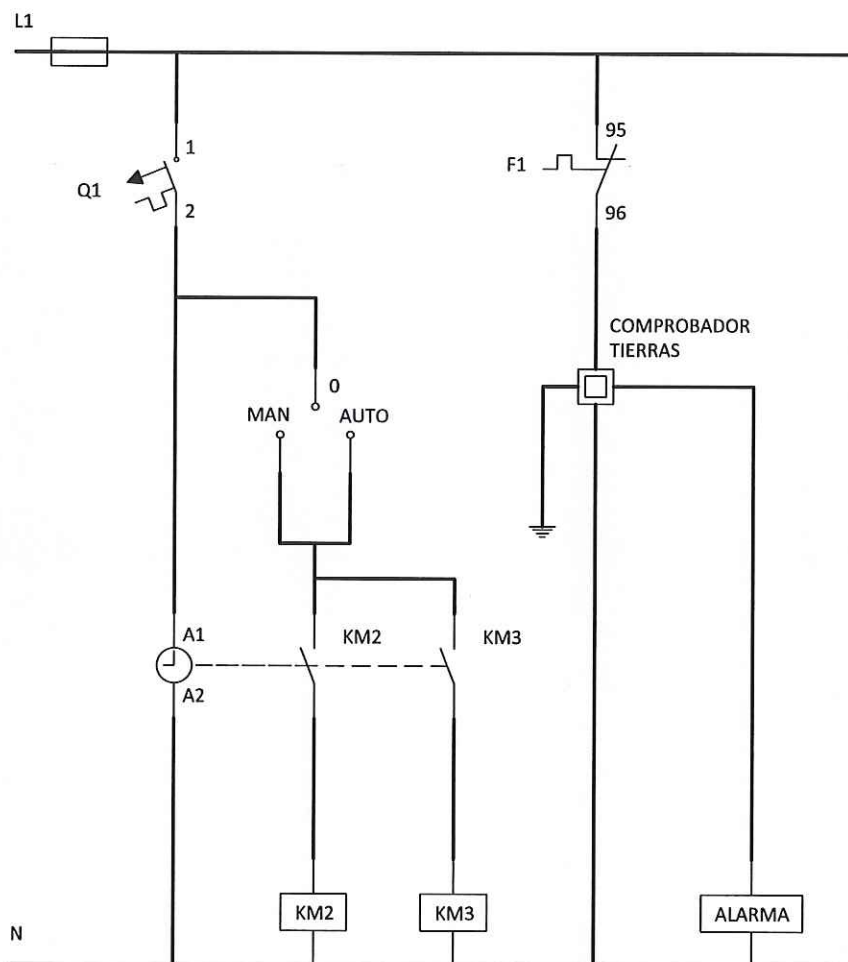 L1
1
Q1
2
95
F1
96
COMPROBADOR
TIERRAS
0
MAN
AUTO
A1
KM2
KM3
A2
N
KM2
KM3
ALARMA